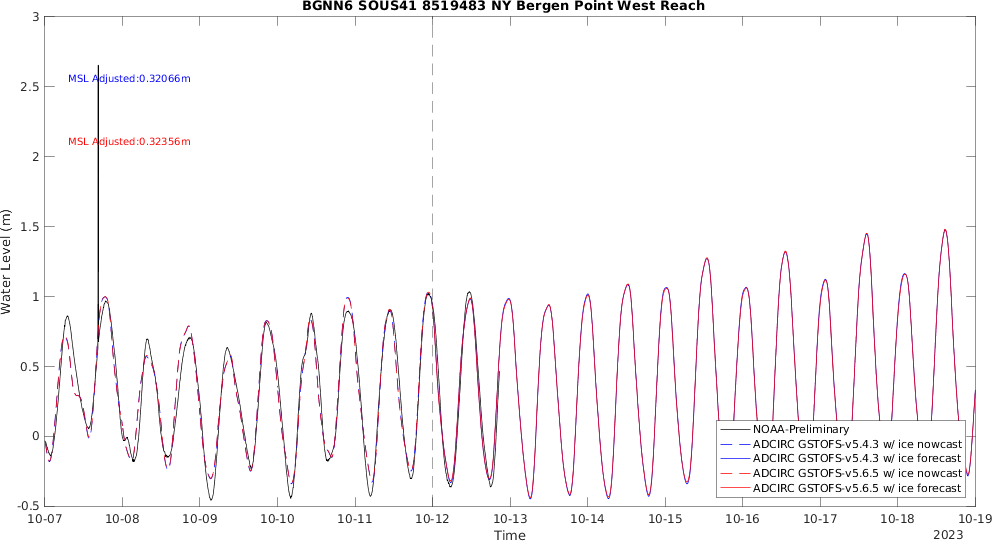 BGNN6 SOUS41 8519483 NY Bergen Point West Reach
3
2.5
2
1.5
1
0.5
0
-0.5
Water Level (m)
MSL Adjusted:0.32066m
MSL Adjusted:0.32356m
NOAA-Preliminary
ADCIRC GSTOFS-v5.4.3 w/ ice nowcast
ADCIRC GSTOFS-v5.4.3 w/ ice forecast
ADCIRC GSTOFS-v5.6.5 w/ ice nowcast
ADCIRC GSTOFS-v5.6.5 w/ ice forecast
10-07 10-08 10-09 10-10 10-11 10-12 10-13 10-14 10-15 10-16 10-17 10-18 10-19
Time
2023